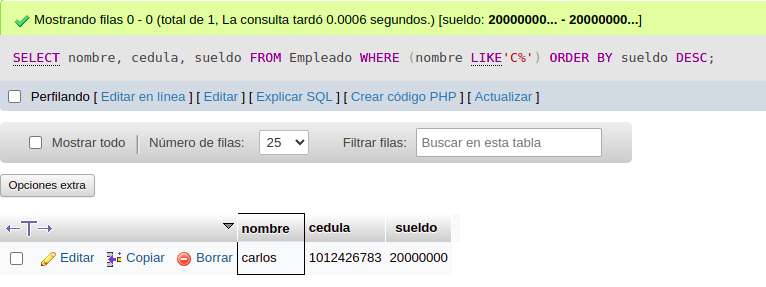 Mostrando filas 0 - 0 (total de 1, La consulta tardó 0.0006 segundos.) [sueldo: 20000000... - 20000000...]
SELECT nombre, cedula, sueldo FROM Empleado WHERE (nombre LIKE'C%') ORDER BY sueldo DESC;
Perfilando [ Editar en línea ] [ Editar ] [ Explicar SQL ] [ Crear código PHP ] [ Actualizar ]
Mostrar todo Número de filas: 25 Filtrar filas: Buscar en esta tabla
Opciones extra
nombre cedula sueldo
Editar Copiar Borrar carlos 1012426783 20000000